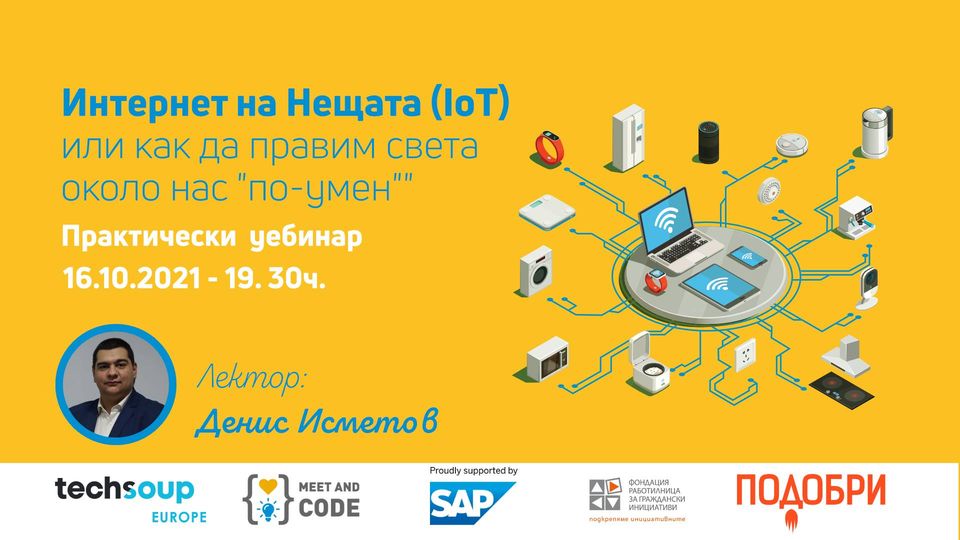 Интернет на Нещата (IoT)
или как да правим света
около нас "по-умен""
Практически уебинар
16.10.2021 - 19. 30ч.
Лектор:
Денис Исметов
techsoup
EUROPE
MEET AND
CODE
Proudly supported by
SAP
ФОНДАЦИЯ
РАБОТИЛНИЦА
ЗА ГРАЖДАНСКИ
ИНИЦИАТИВИ
подкрепяме инициативните
ПОДОБРИ